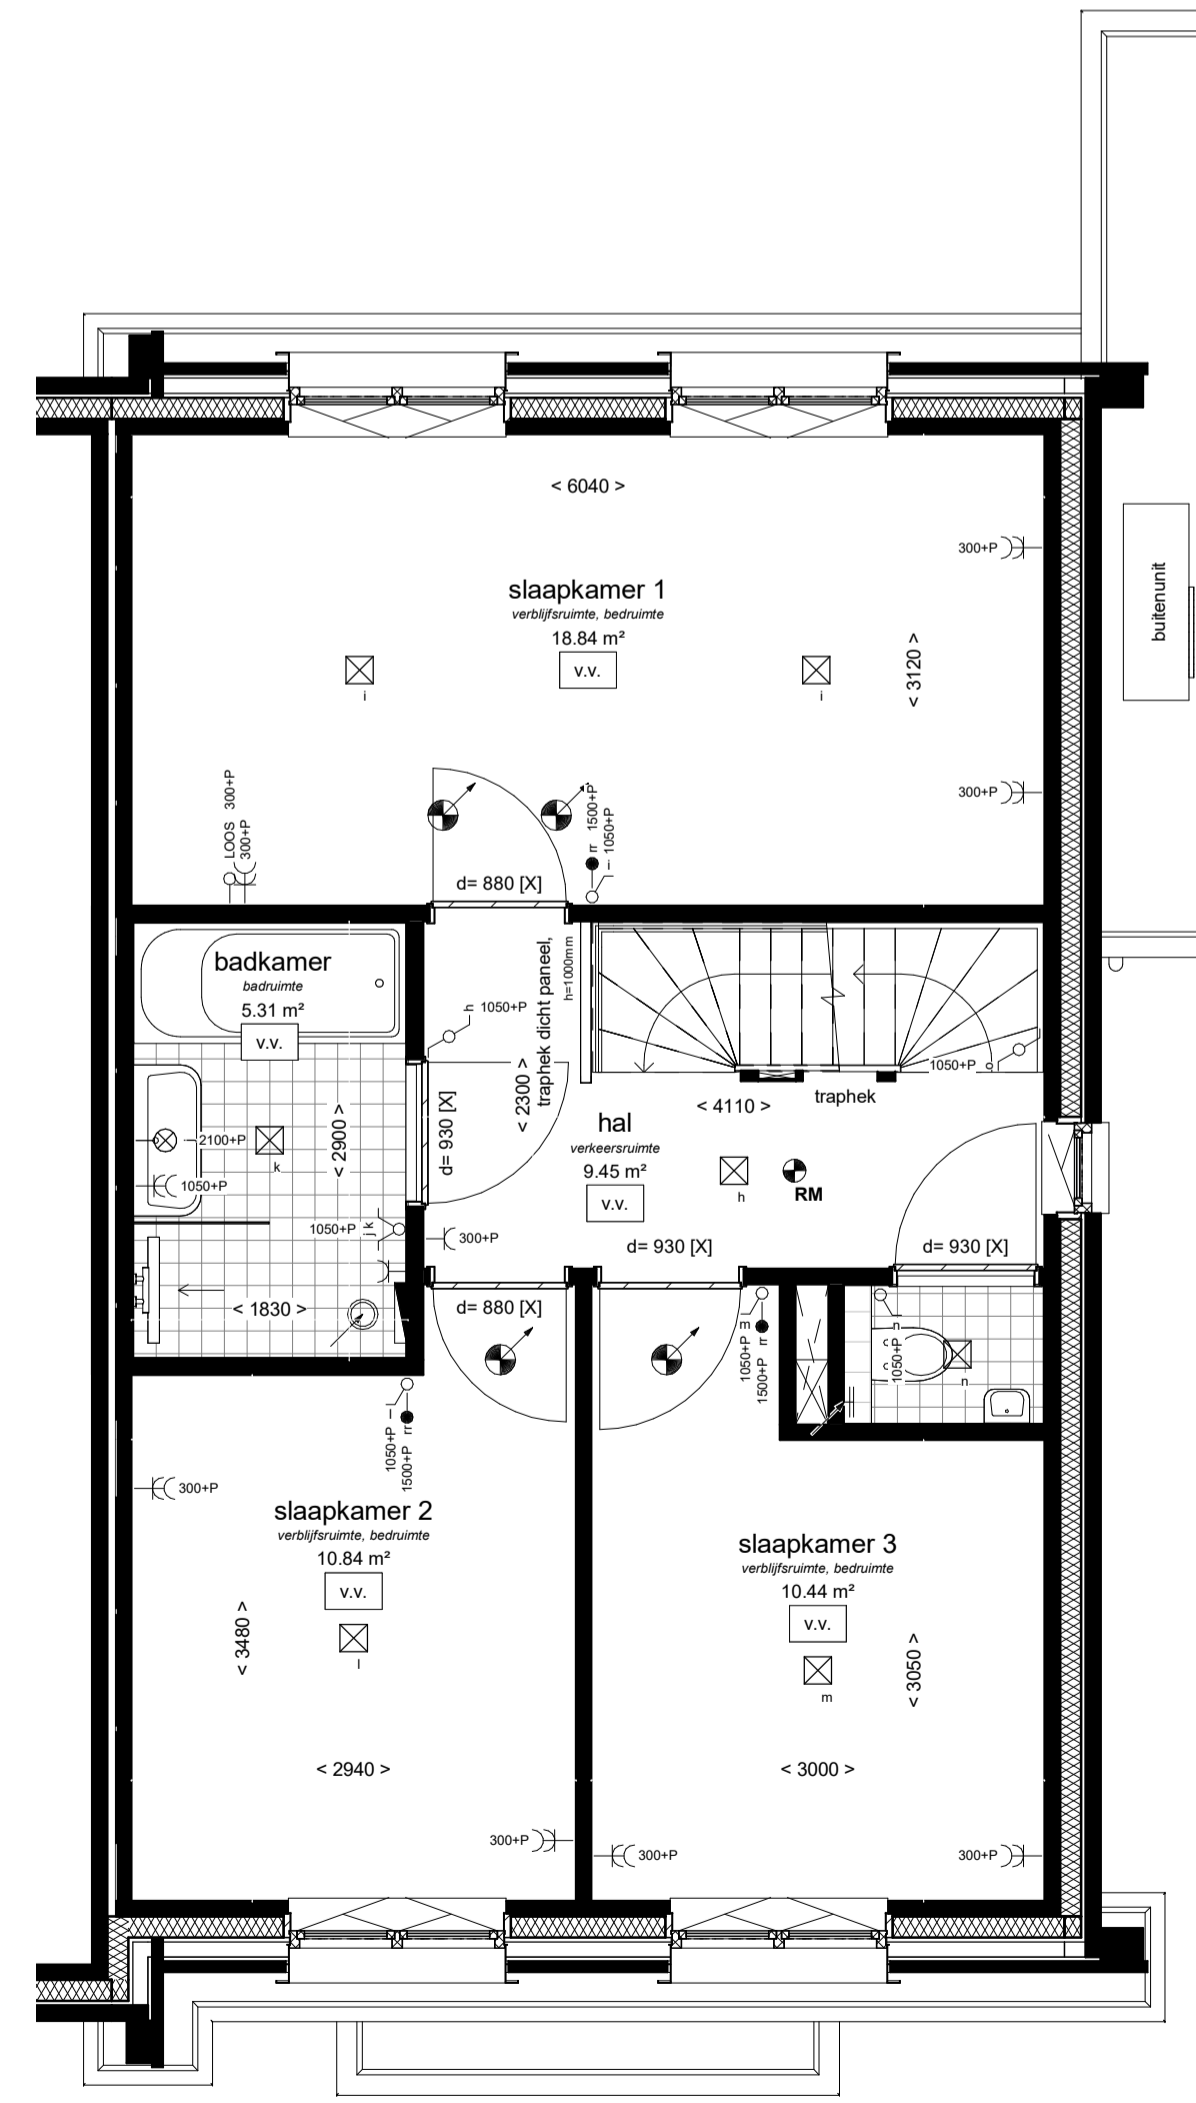 < 6040 >
300+P
slaapkamer 1
verblijfsruimte, bedruimte
18.84 m²
v.v.
< 3120 >
buitenunit
i
i
300+P
LOOS 300+P
300+P
rr 1500+P
i 1050+P
d= 880 [X]
badkamer
badruimte
5.31 m²
v.v.
h 1050+P
traphek dicht paneel,
h=1000mm
< 2300 >
1050+P
traphek
< 4110 >
d= 930 [X]
hal
verkeersruimte
9.45 m²
v.v.
h
RM
2100+P
k
< 2900 >
1050+P
1050+P
j k
300+P
d= 930 [X]
d= 930 [X]
< 1830 >
d= 880 [X]
m
1050+P
1500+P rr
n
1050+P
n
1050+P l
1500+P rr
300+P
slaapkamer 2
verblijfsruimte, bedruimte
10.84 m²
v.v.
l
< 3480 >
slaapkamer 3
verblijfsruimte, bedruimte
10.44 m²
v.v.
m
< 3050 >
< 2940 >
< 3000 >
300+P
300+P
300+P